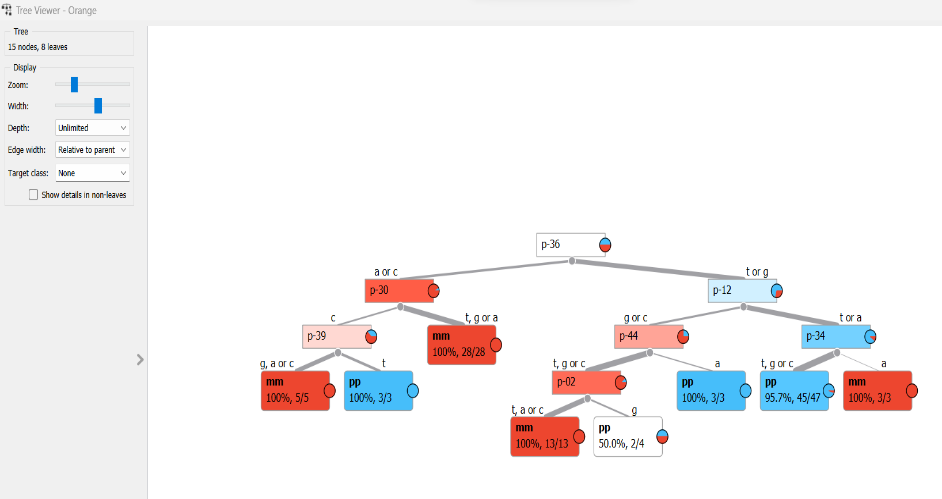 Tree Viewer - Orange
Tree
15 nodes, 8 leaves
Display
Zoom:
Width:
Depth: Unlimited
Edge width: Relative to parent
Target class: None
Show details in non-leaves
p-36
a or c
t or g
p-30
p-12
c
t, g or a
g or c
t or a
p-39
mm
100%, 28/28
p-44
p-34
g, a or c
t
t, g or c
a
t, g or c
a
mm
100%, 5/5
pp
100%, 3/3
p-02
pp
100%, 3/3
pp
95.7%, 45/47
mm
100%, 3/3
t, a or c
g
mm
100%, 13/13
pp
50.0%, 2/4